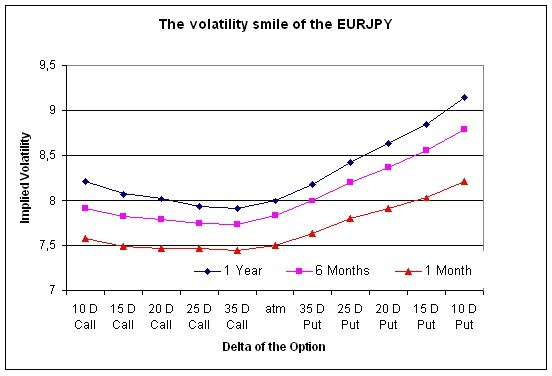 The volatility smile of the EURJPY
9,5
9
8,5
8
7,5
7
Implied Volatility
1 Year
6 Months
1 Month
10 D Call
15 D Call
20 D Call
25 D Call
35 D Call
atm
35 D Put
25 D Put
20 D Put
15 D Put
10 D Put
Delta of the Option